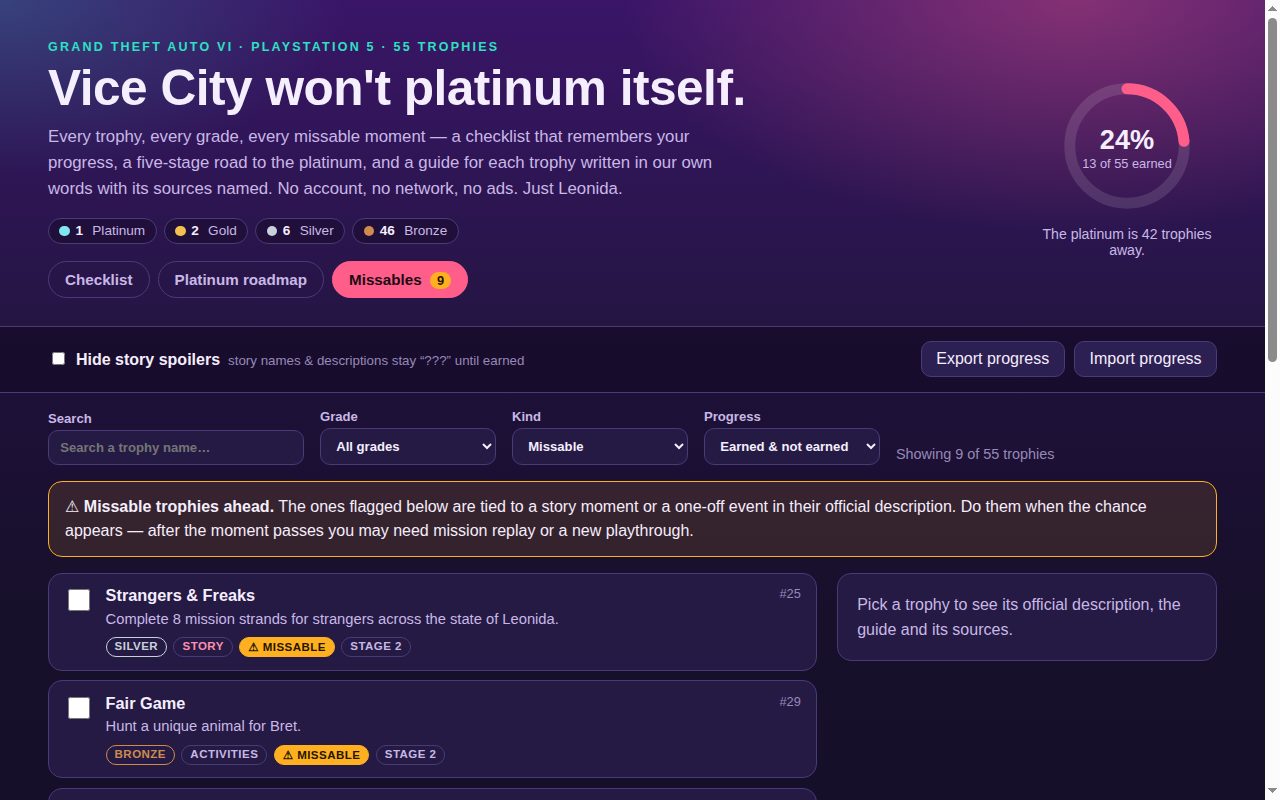 GRAND THEFT AUTO VI · PLAYSTATION 5 · 55 TROPHIES
Vice City won't platinum itself.
Every trophy, every grade, every missable moment — a checklist that remembers your
progress, a five-stage road to the platinum, and a guide for each trophy written in our own
words with its sources named. No account, no network, no ads. Just Leonida.
24%
13 of 55 earned
The platinum is 42 trophies
away.
1 Platinum 2 Gold 6 Silver 46 Bronze
Checklist Platinum roadmap Missables 9
Hide story spoilers story names & descriptions stay “???” until earned
Export progress Import progress
Search Grade Kind Progress
Search a trophy name… All grades Missable Earned & not earned Showing 9 of 55 trophies
⚠ Missable trophies ahead. The ones flagged below are tied to a story moment or a one-off event in their official description. Do them when the chance
appears — after the moment passes you may need mission replay or a new playthrough.
Strangers & Freaks #25
Complete 8 mission strands for strangers across the state of Leonida.
SILVER STORY ⚠ MISSABLE STAGE 2
Pick a trophy to see its official description, the
guide and its sources.
Fair Game #29
Hunt a unique animal for Bret.
BRONZE ACTIVITIES ⚠ MISSABLE STAGE 2